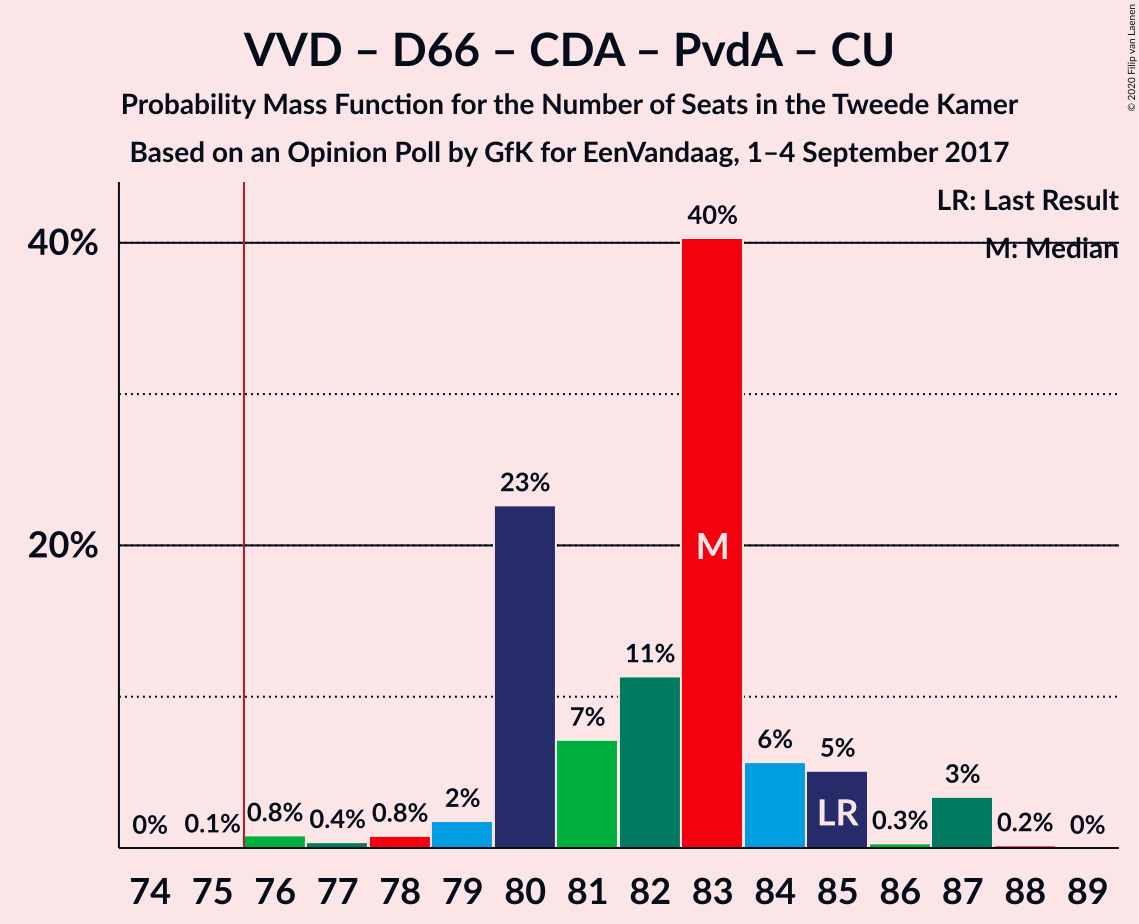 VVD – D66 – CDA – PvdA – CU
Probability Mass Function for the Number of Seats in the Tweede Kamer
Based on an Opinion Poll by GfK for EenVandaag, 1–4 September 2017
© 2020 Filip van Laenen
LR: Last Result
M: Median
40%
20%
0%
0.1%
0.8%
0.4%
0.8%
2%
23%
7%
11%
40%
6%
5%
0.3%
3%
0.2%
0%
M
LR
74 75 76 77 78 79 80 81 82 83 84 85 86 87 88 89